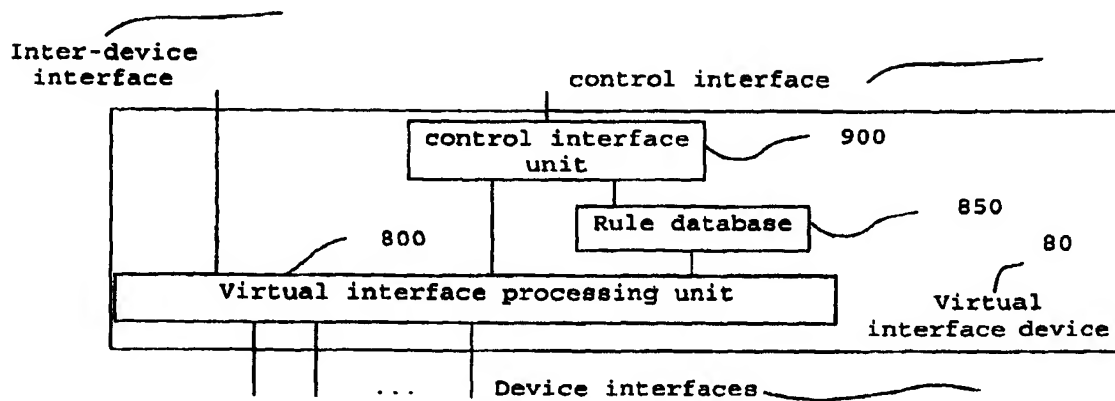 Inter-device
interface
control interface
control interface
unit
900
Rule database
850
800
80
Virtual interface processing unit
Virtual
interface device
... Device interfaces